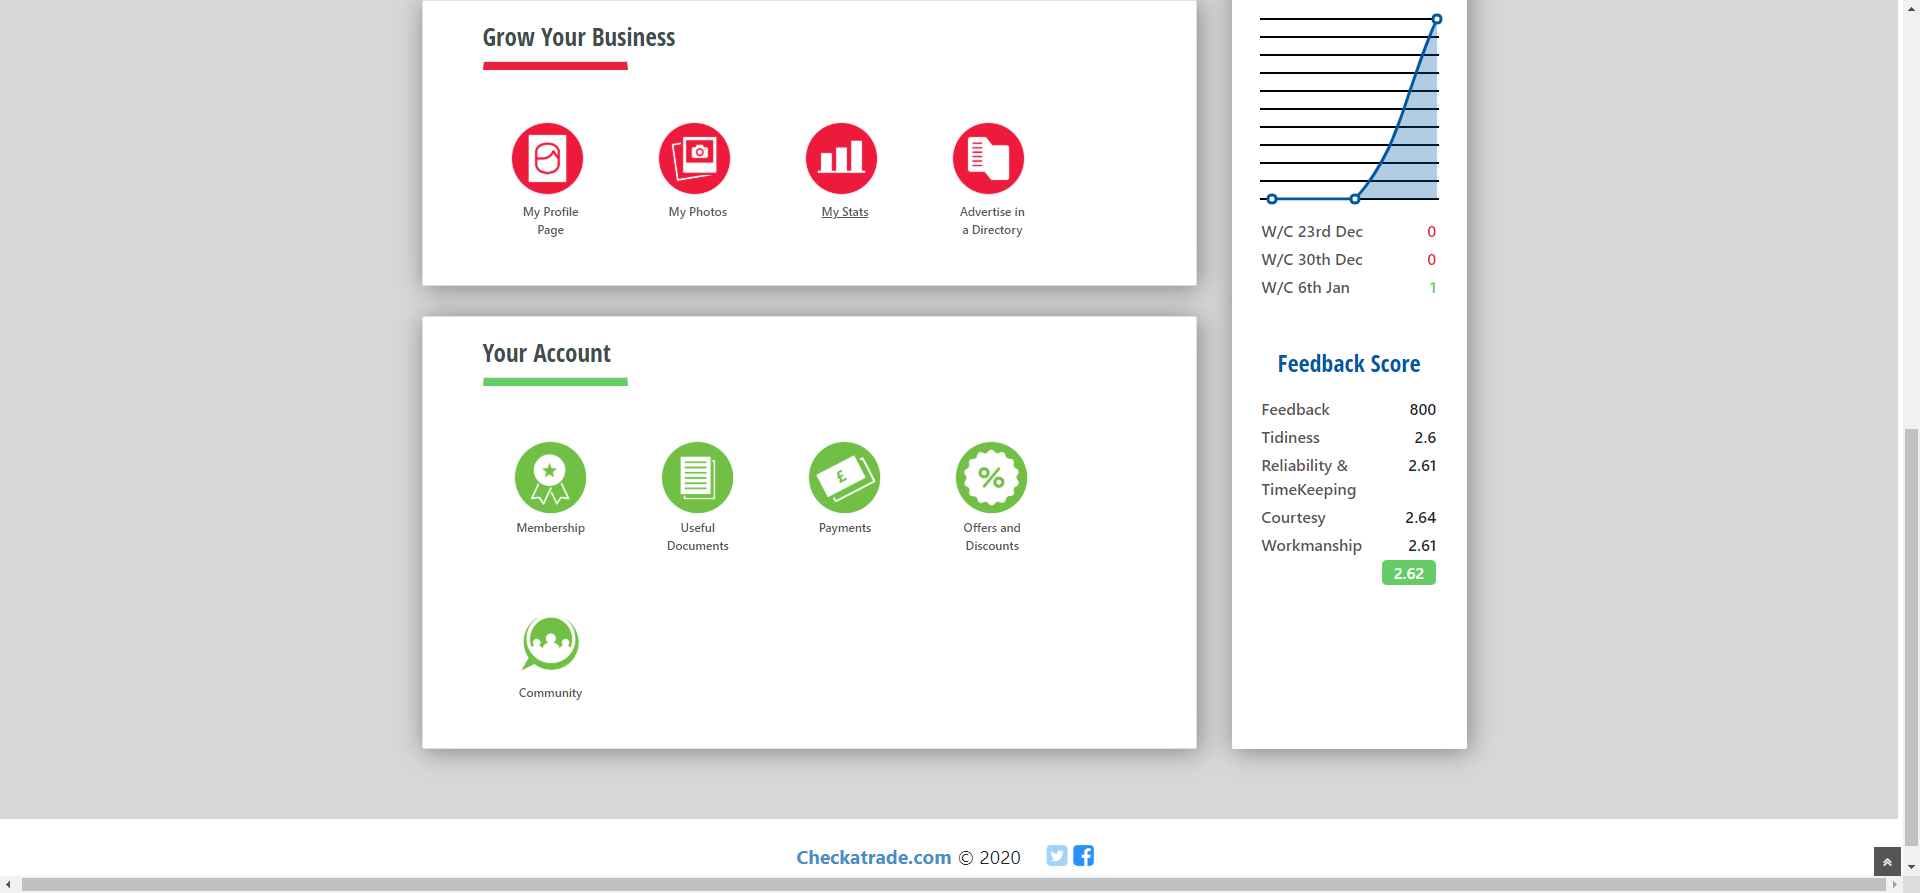 Grow Your Business
My Profile
Page
My Photos
My Stats
Advertise in
a Directory
Your Account
Membership
Useful
Documents
£
Payments
%
Offers and
Discounts
Community
W/C 23rd Dec 0
W/C 30th Dec 0
W/C 6th Jan 1
Feedback Score
Feedback 800
Tidiness 2.6
Reliability & 2.61
TimeKeeping
Courtesy 2.64
Workmanship 2.61
2.62
Checkatrade.com © 2020